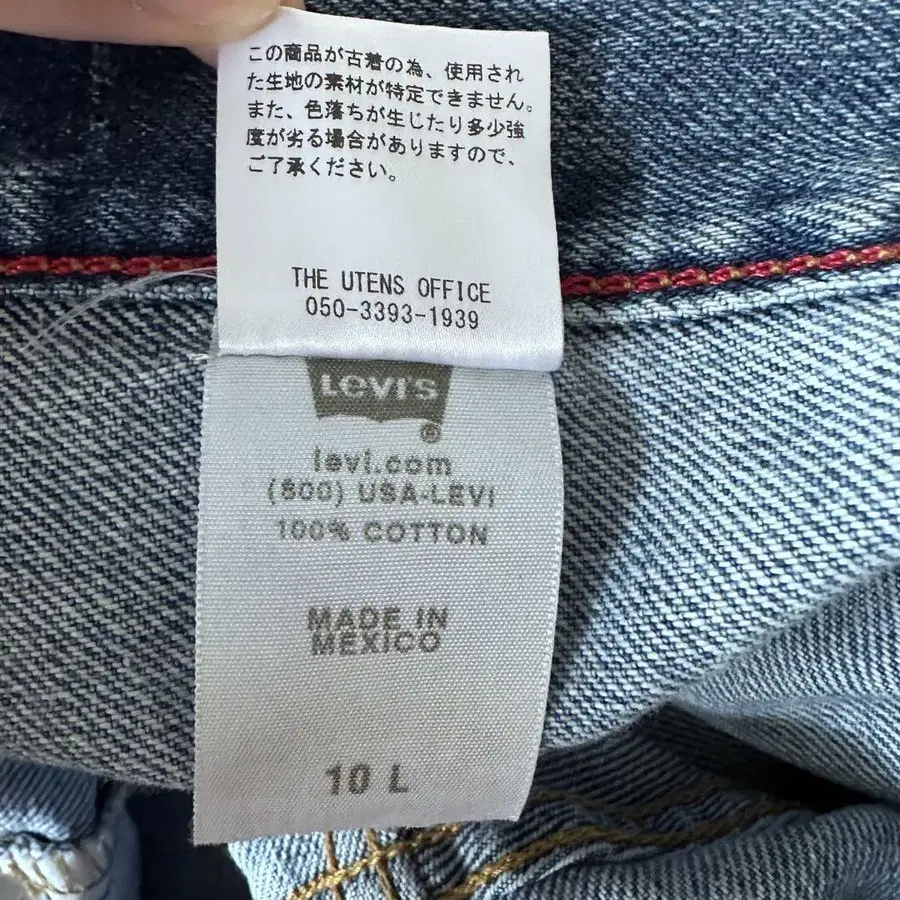 この商品が古着の為、使用され
た生地の素材が特定できません。
また、色落ちが生じたり多少強
度が劣る場合がありますので、
ご了承ください。
THE UTENS OFFICE
050-3393-1939
LEVI'S
®
levi.com
(800) USA-LEVI
100% COTTON
MADE IN
MEXICO
10 L